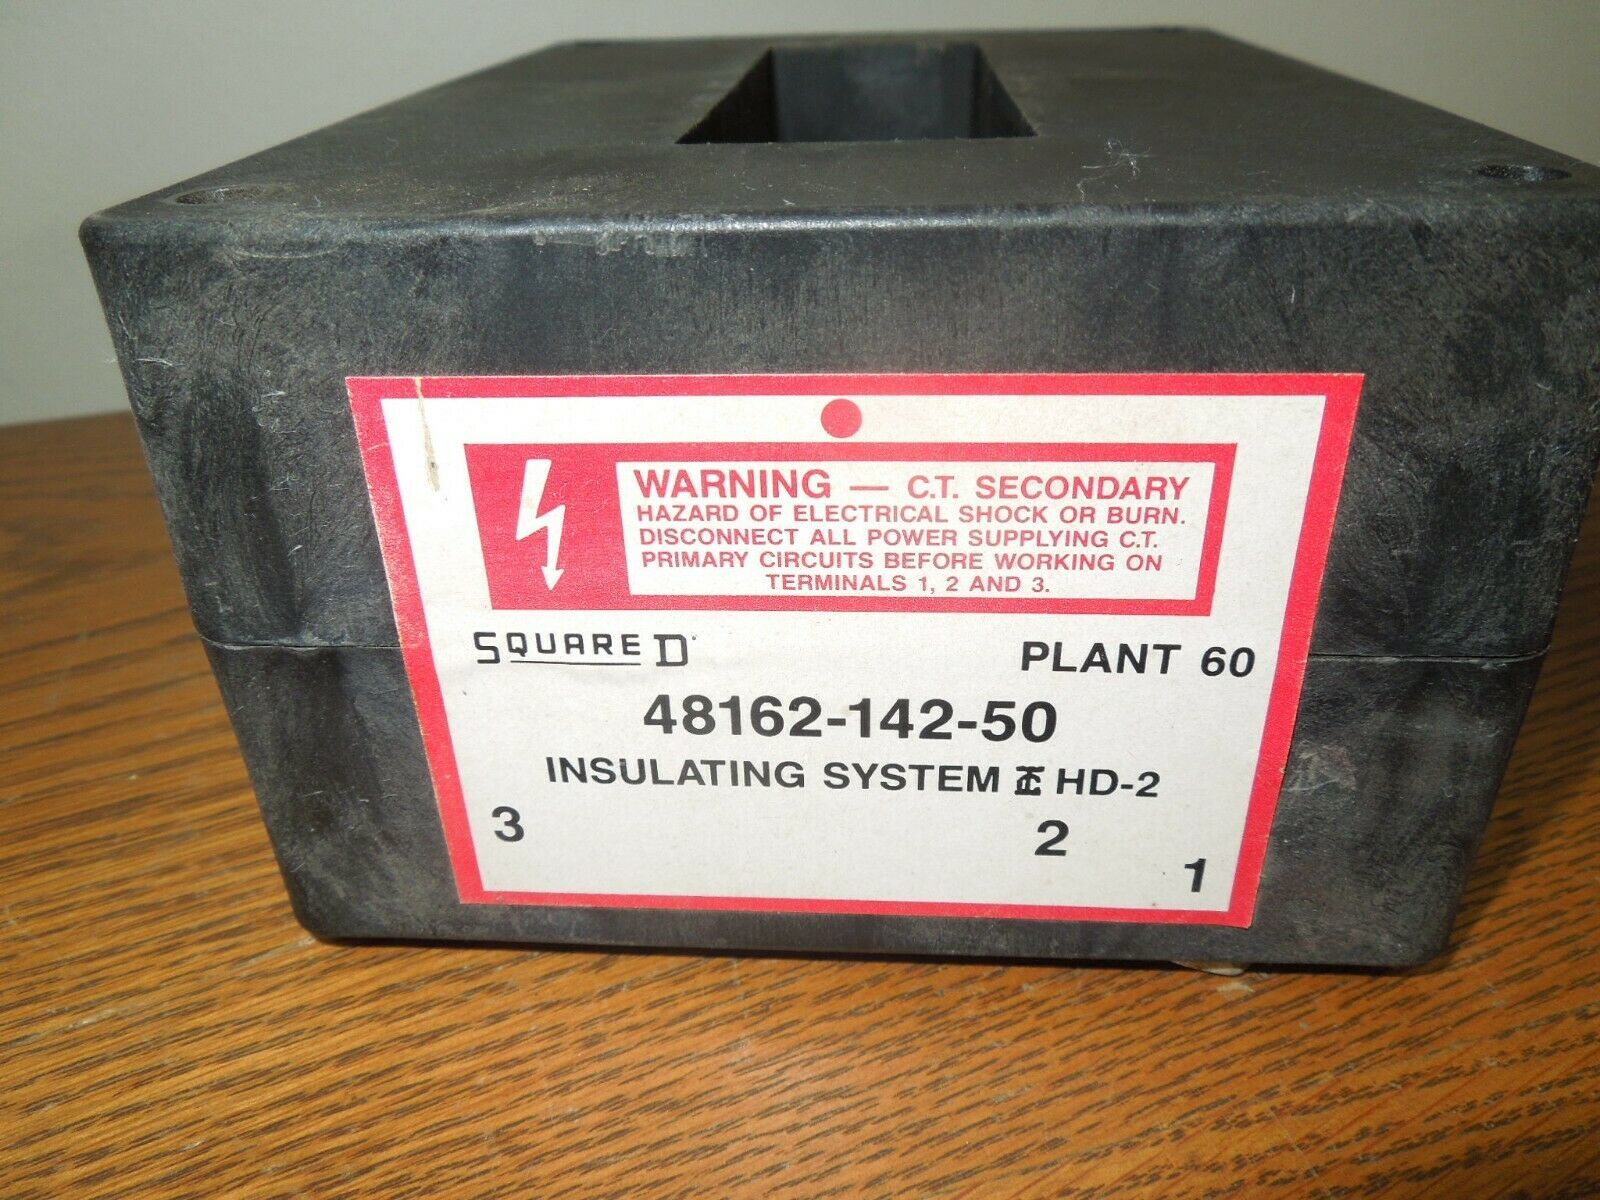 WARNING — C.T. SECONDARY
HAZARD OF ELECTRICAL SHOCK OR BURN.
DISCONNECT ALL POWER SUPPLYING C.T.
PRIMARY CIRCUITS BEFORE WORKING ON
TERMINALS 1, 2 AND 3.
SQUARE D PLANT 60
48162-142-50
INSULATING SYSTEM HD-2
3 2 1